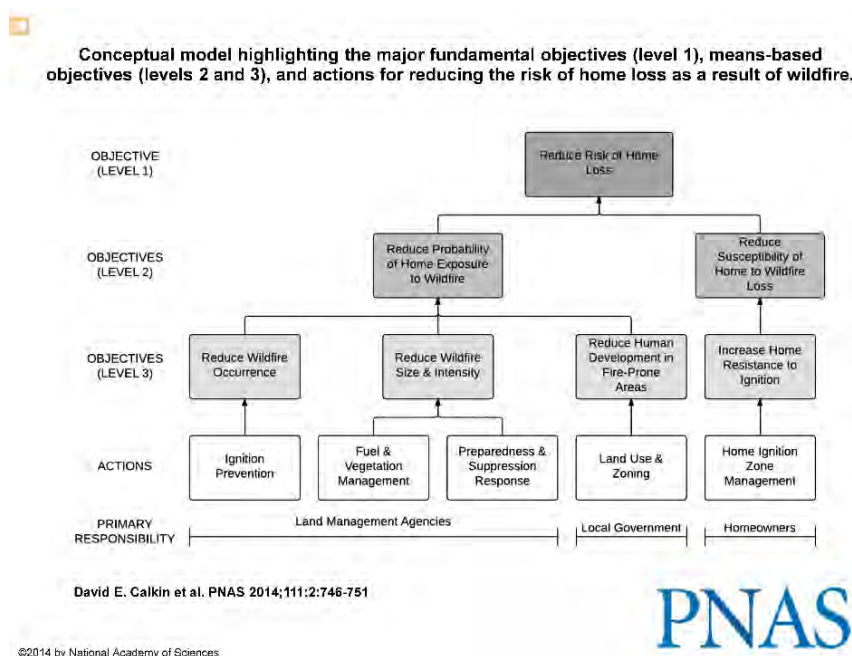 Conceptual model highlighting the major fundamental objectives (level 1), means-based
objectives (levels 2 and 3), and actions for reducing the risk of home loss as a result of wildfire.
OBJECTIVE
(LEVEL 1)
Reduce Risk of Home
Loss
OBJECTIVES
(LEVEL 2)
Reduce Probability
of Home Exposure
to Wildfire
Reduce
Susceptibility of
Home to Wildfire
Loss
OBJECTIVES
(LEVEL 3)
Reduce Wildfire
Occurrence
Reduce Wildfire
Size & Intensity
Reduce Human
Development in
Fire-Prone
Areas
Increase Home
Resistance to
Ignition
ACTIONS
Ignition
Prevention
Fuel &
Vegetation
Management
Preparedness &
Suppression
Response
Land Use &
Zoning
Home Ignition
Zone
Management
PRIMARY
RESPONSIBILITY
Land Management Agencies
Local Government
Homeowners
David E. Calkin et al. PNAS 2014;111:2:746-751
PNAS
©2014 by National Academy of Sciences